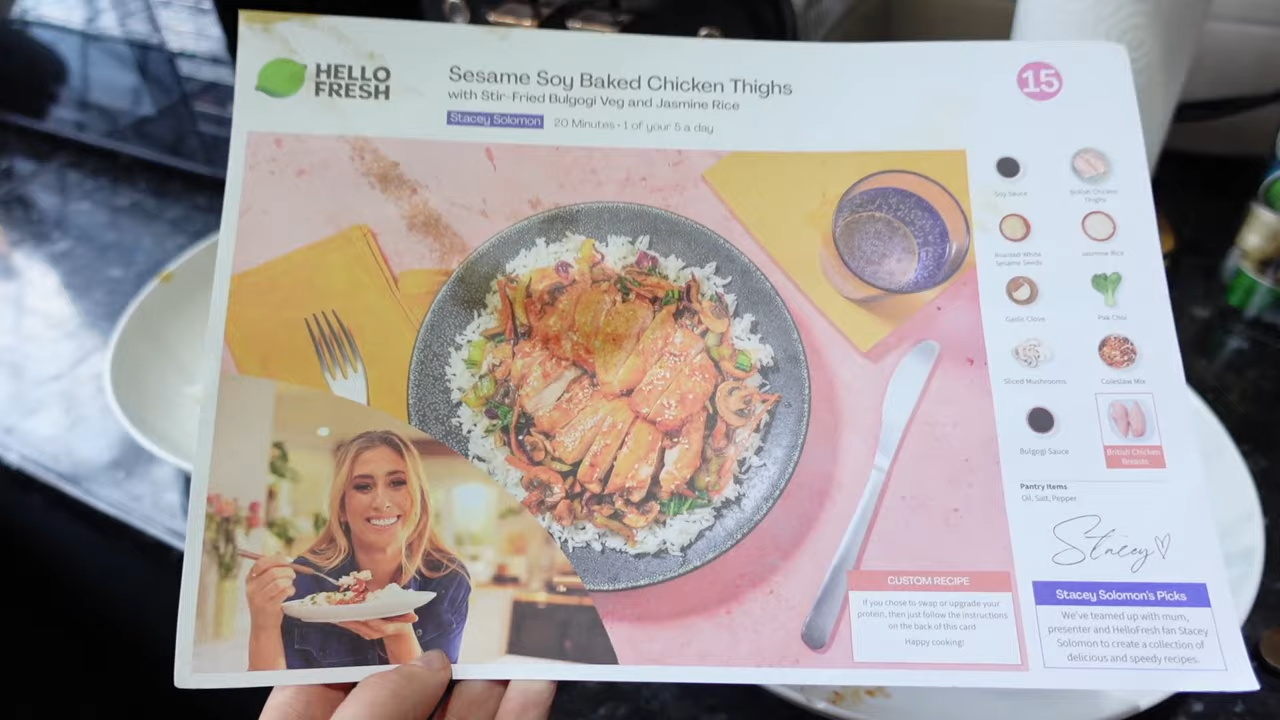 HELLO
FRESH
Sesame Soy Baked Chicken Thighs
with Stir-Fried Bulgogi Veg and Jasmine Rice
Stacey Solomon 20 Minutes • 1 of your 5 a day
15
Soy Sauce
British Chicken
Thighs
Roasted White
Sesame Seeds
Jasmine Rice
Garlic Clove
Pak Choi
Sliced Mushrooms
Coleslaw Mix
Bulgogi Sauce
British Chicken
Breasts
Pantry Items
Oil, Salt, Pepper
Stacey♡
CUSTOM RECIPE
If you chose to swap or upgrade your
protein, then just follow the instructions
on the back of this card
Happy cooking!
Stacey Solomon's Picks
We've teamed up with mum,
presenter and HelloFresh fan Stacey
Solomon to create a collection of
delicious and speedy recipes.